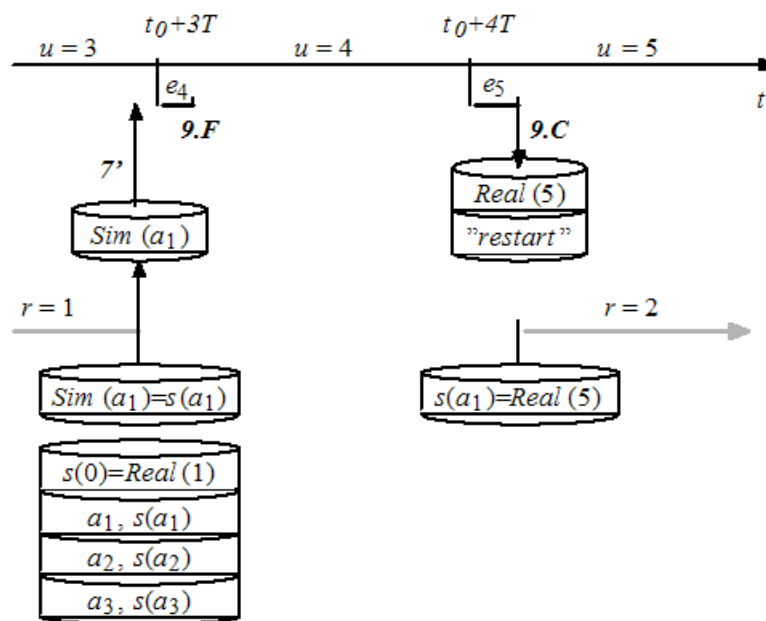 t₀+3T t₀+4T
u = 3 u = 4 u = 5
e₄ e₅ t
9.F 9.C
7’
Real (5)
Sim (a₁) ”restart”
r = 1 r = 2
Sim (a₁)=s(a₁) s(a₁)=Real (5)
s(0)=Real (1)
a₁, s(a₁)
a₂, s(a₂)
a₃, s(a₃)